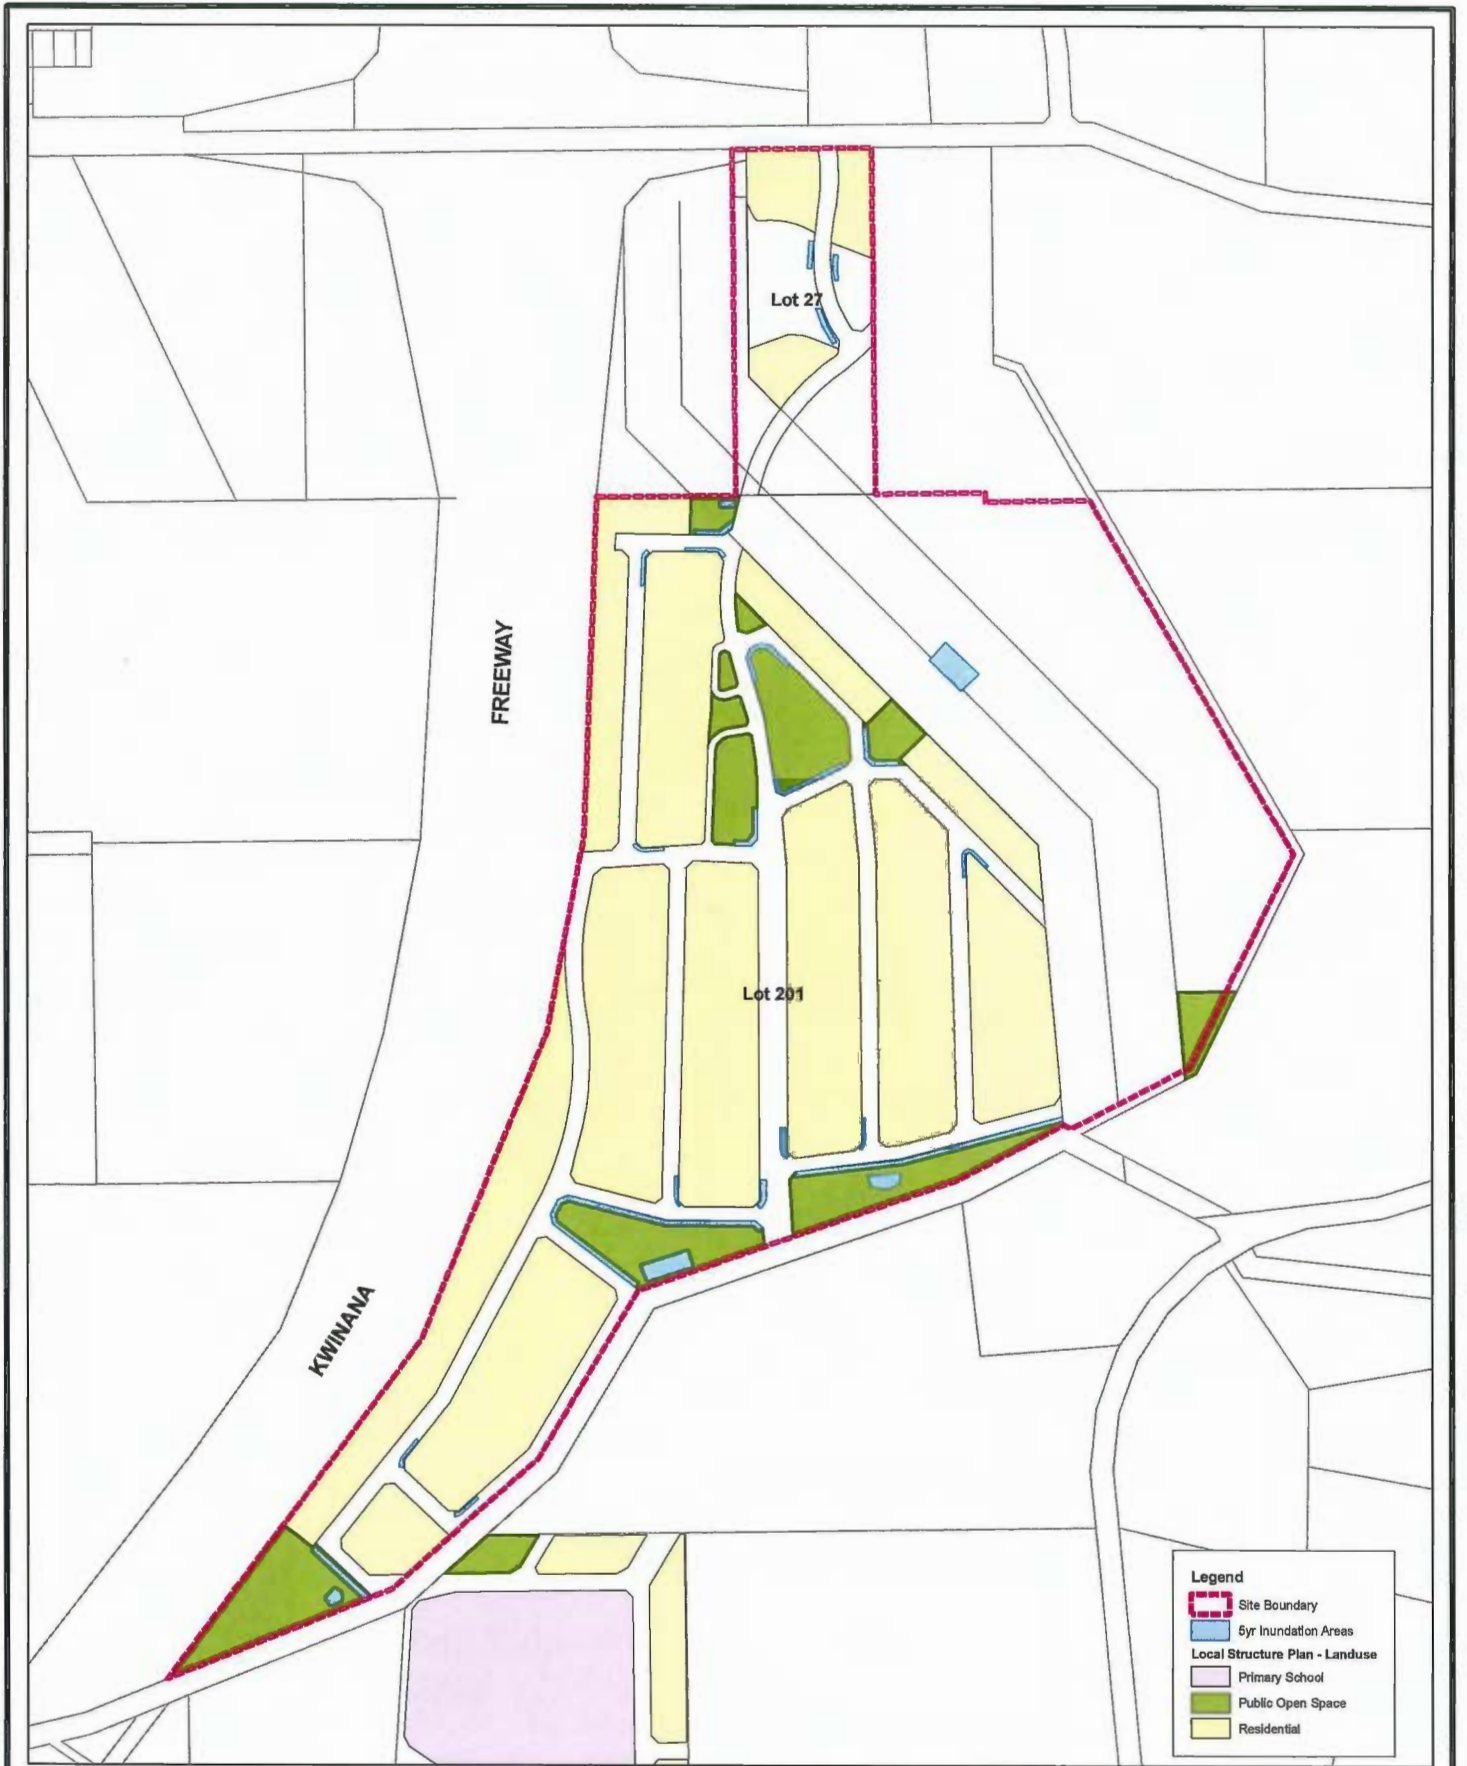 Lot 27
FREEWAY
Lot 201
KWINANA
Legend
Site Boundary
5yr Inundation Areas
Local Structure Plan - Landuse
Primary School
Public Open Space
Residential